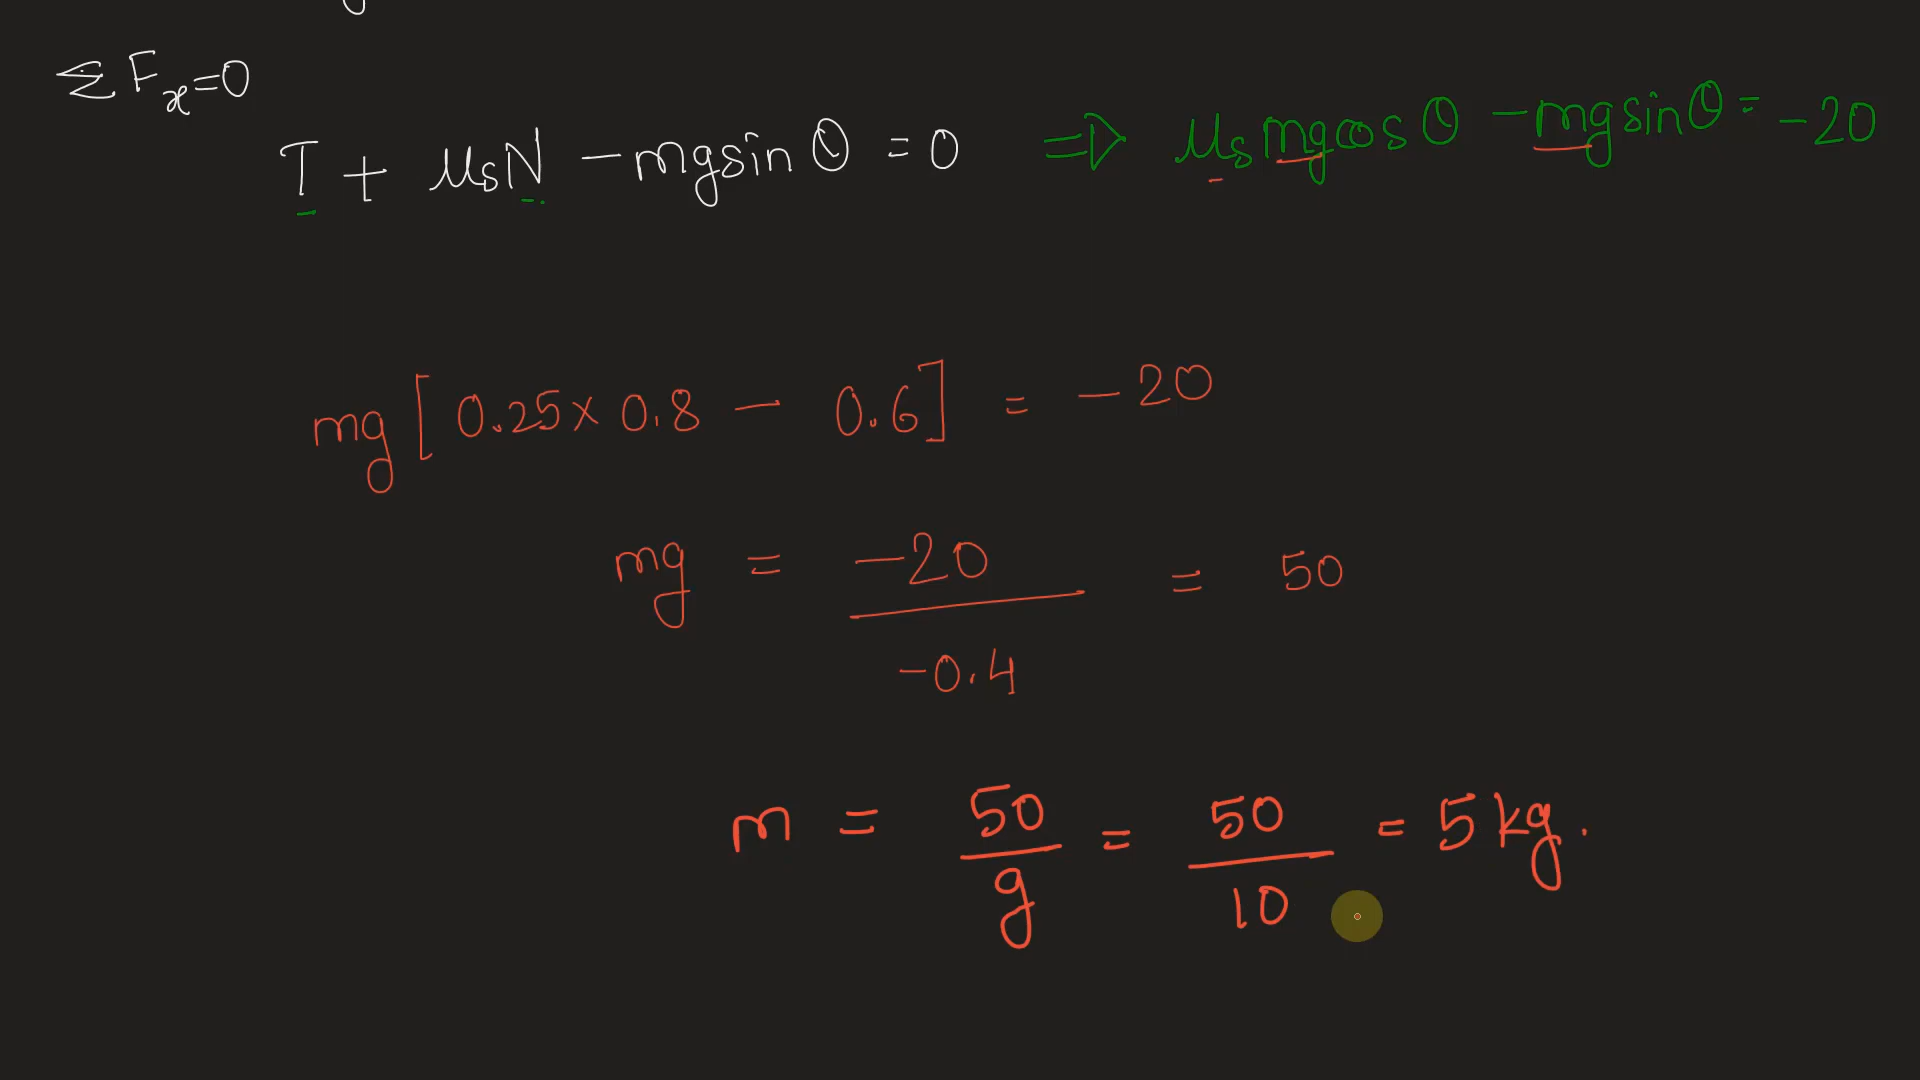 ΣFx=0
T + μsN − mgsinθ = 0 ⇒ μsmgcosθ − mgsinθ = −20
mg[0.25×0.8 − 0.6] = −20
mg = −20/−0.4 = 50
m = 50/g = 50/10 = 5 kg.